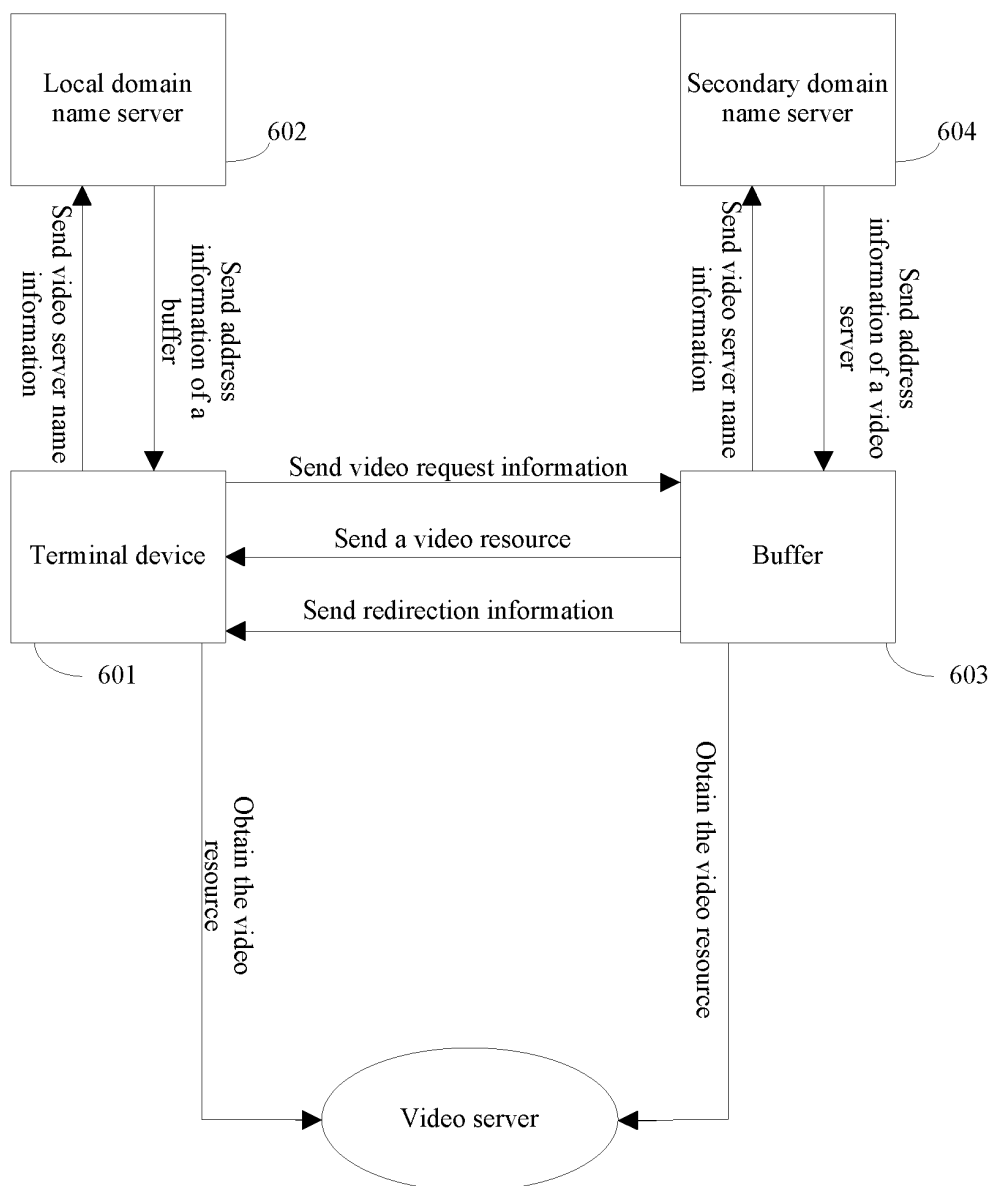 Local domain
name server
602
Secondary domain
name server
604
Send video server name
information
Send address
information of a
buffer
Send video server name
information
Send address
information of a video
server
Send video request information
Terminal device
Send a video resource
Buffer
Send redirection information
601
603
Obtain the video
resource
Obtain the video resource
Video server